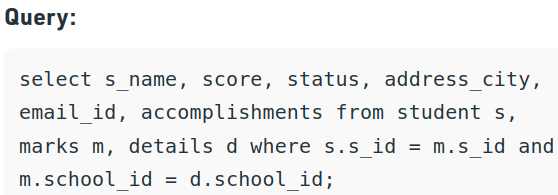 Query:
select s_name, score, status, address_city,
email_id, accomplishments from student s,
marks m, details d where s.s_id = m.s_id and
m.school_id = d.school_id;